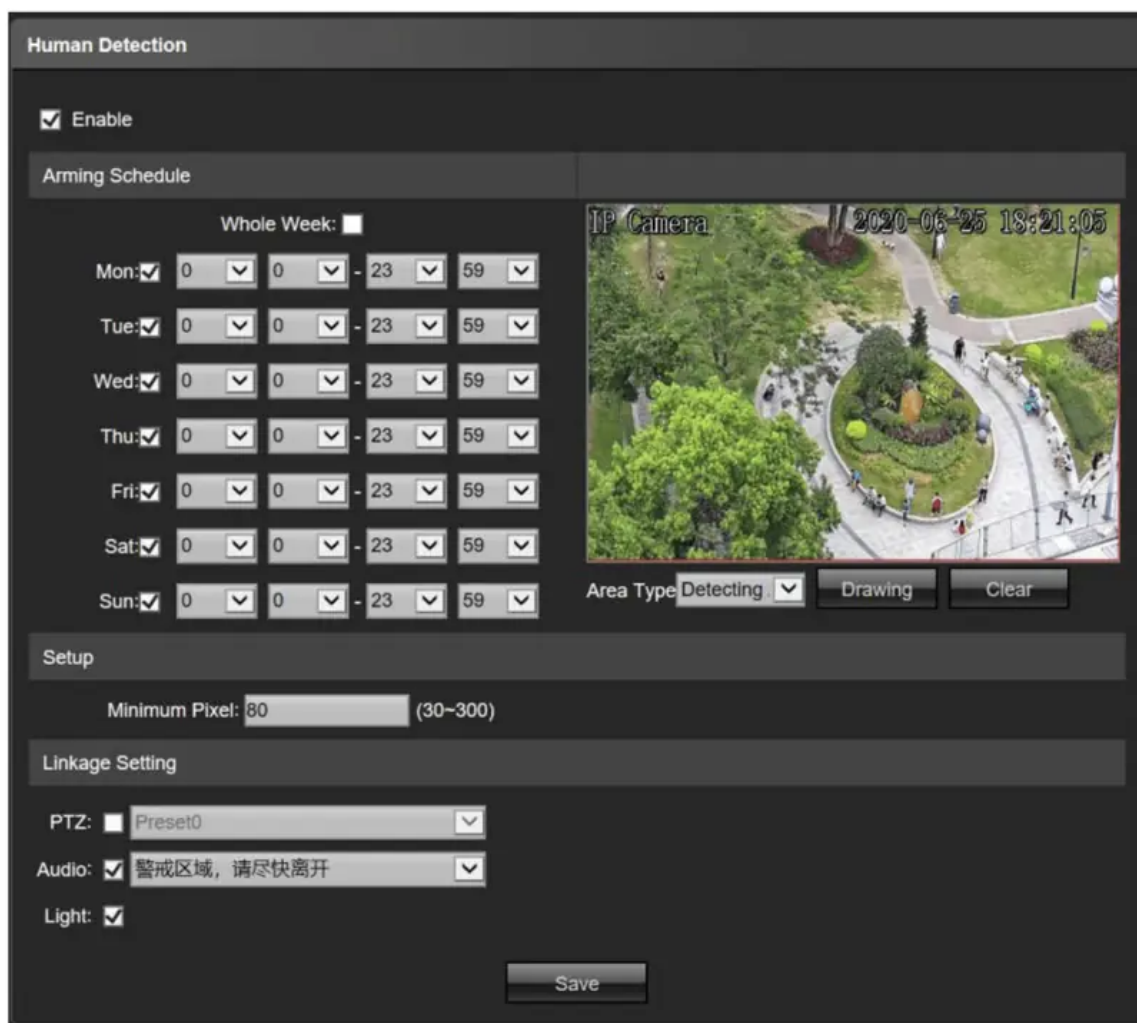 Human Detection
Enable
Arming Schedule
Whole Week:
IP Camera 2020-06-25 18:21:05
Mon: 0 0 - 23 59
Tue: 0 0 - 23 59
Wed: 0 0 - 23 59
Thu: 0 0 - 23 59
Fri: 0 0 - 23 59
Sat: 0 0 - 23 59
Sun: 0 0 - 23 59
Area Type Detecting Drawing Clear
Setup
Minimum Pixel: 80 (30~300)
Linkage Setting
PTZ: Preset0
Audio: 警戒区域，请尽快离开
Light:
Save